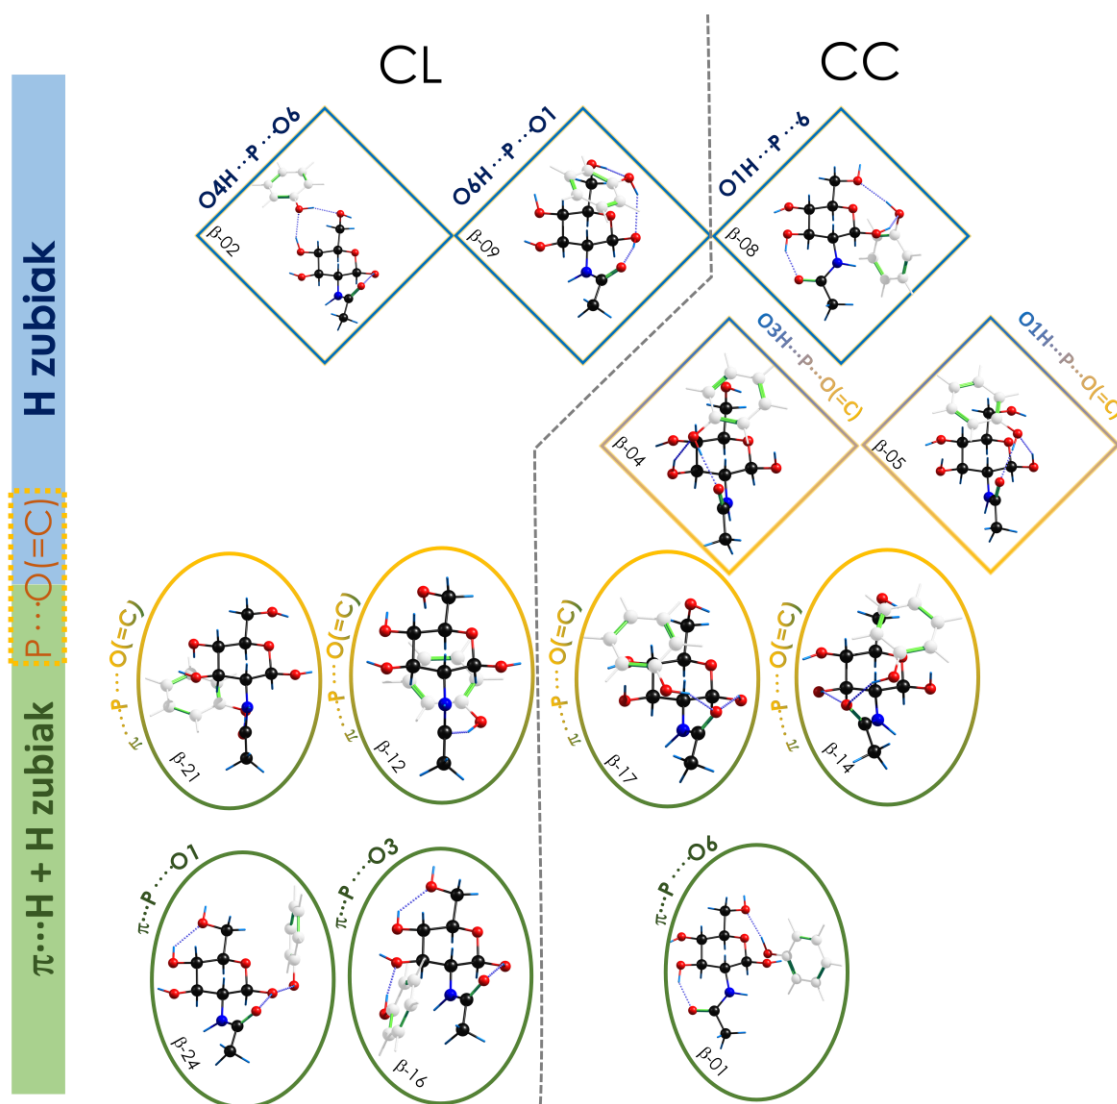 CL
CC
O4H···P···O6
β-02
O6H···P···O1
β-09
O1H···P···6
β-08
H zubiak
O3H···P···O(=C)
β-04
O1H···P···O(=C)
β-05
P···O(=C)
π····P····O(=C)
β-21
π····P····O(=C)
β-12
π····P····O(=C)
β-17
π····P····O(=C)
β-14
π···H + H zubiak
π···P····O1
β-24
π···P····O3
β-16
π···P····O6
β-01